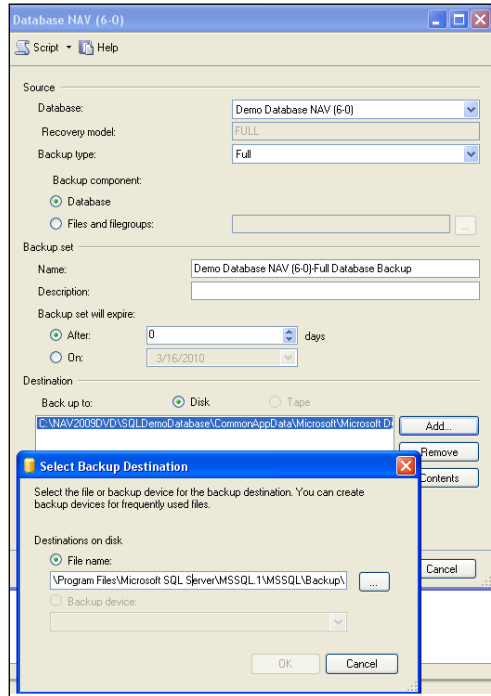 Database NAV (6-0)
Script Help
Source
Database: Demo Database NAV (6-0)
Recovery model: FULL
Backup type: Full
Backup component:
Database
Files and filegroups: ...
Backup set
Name: Demo Database NAV (6-0)-Full Database Backup
Description:
Backup set will expire:
After: 0 days
On: 3/16/2010
Destination
Back up to: Disk Tape
C:\NAV2009DVD\SQLDemoDatabase\CommonAppData\Microsoft\Microsoft D
Add...
Remove
Contents
Cancel
Select Backup Destination
Select the file or backup device for the backup destination. You can create
backup devices for frequently used files.
Destinations on disk
File name:
\Program Files\Microsoft SQL Server\MSSQL.1\MSSQL\Backup\ ...
Backup device:
OK Cancel